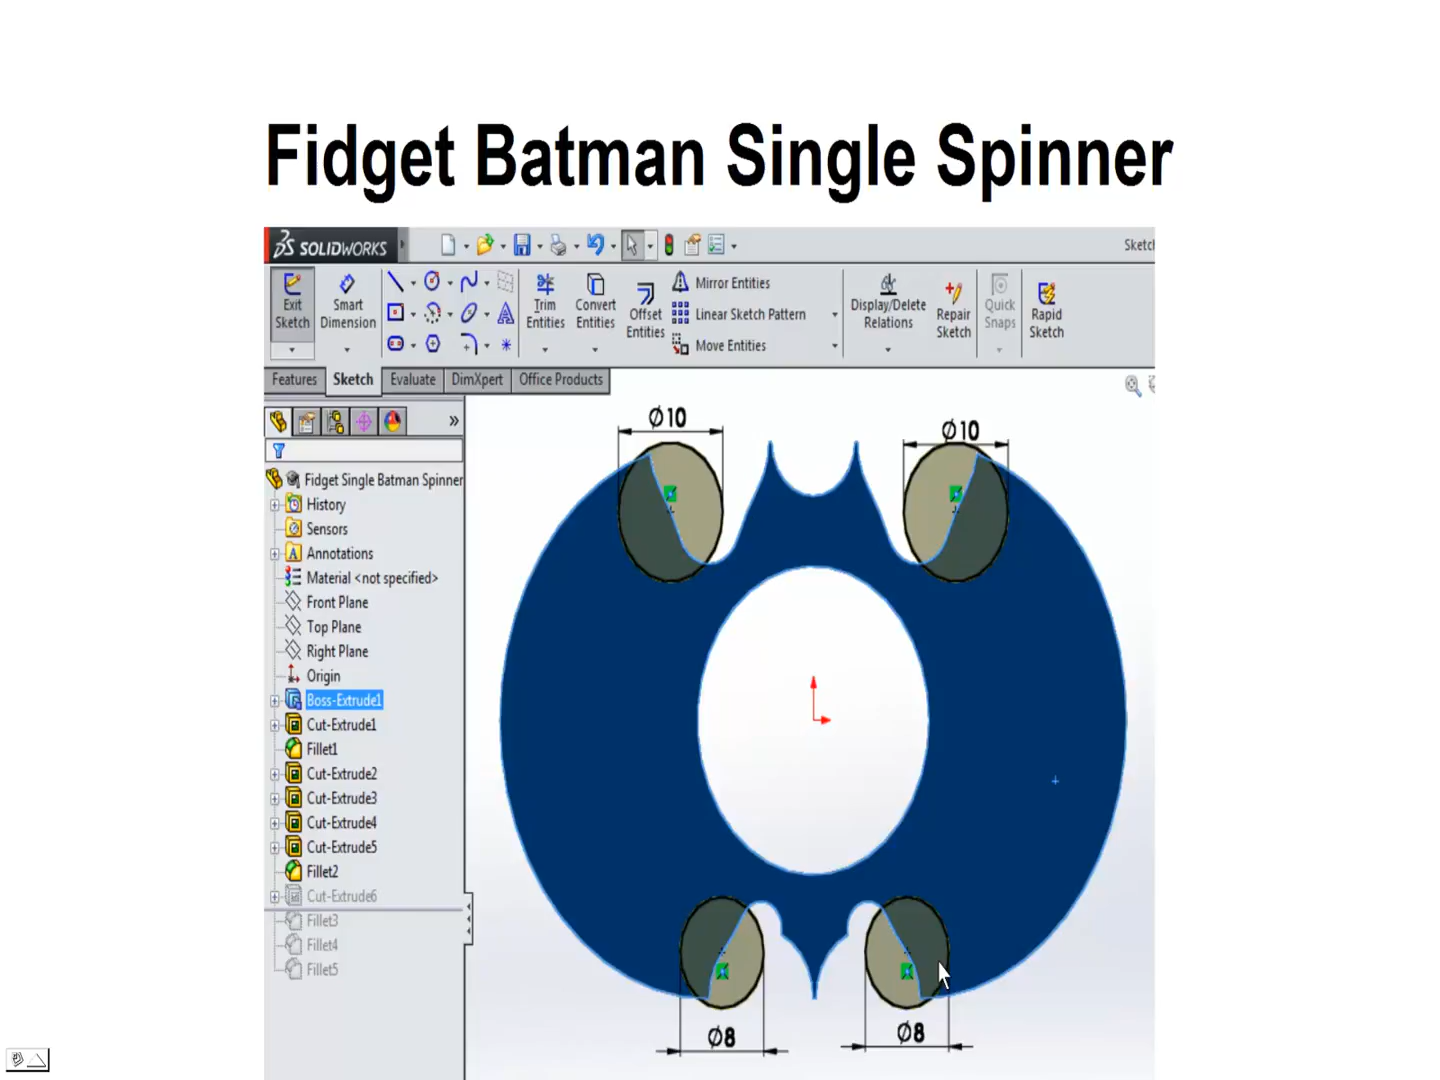 Fidget Batman Single Spinner
SOLIDWORKS
Sketch
Exit Sketch
Smart Dimension
Trim Entities
Convert Entities
Offset Entities
Mirror Entities
Linear Sketch Pattern
Move Entities
Display/Delete Relations
Repair Sketch
Quick Snaps
Rapid Sketch
Features Sketch Evaluate DimXpert Office Products
Fidget Single Batman Spinner
History
Sensors
Annotations
Material <not specified>
Front Plane
Top Plane
Right Plane
Origin
Boss-Extrude1
Cut-Extrude1
Fillet1
Cut-Extrude2
Cut-Extrude3
Cut-Extrude4
Cut-Extrude5
Fillet2
Cut-Extrude6
Fillet3
Fillet4
Fillet5
Ø10
Ø10
Ø8
Ø8